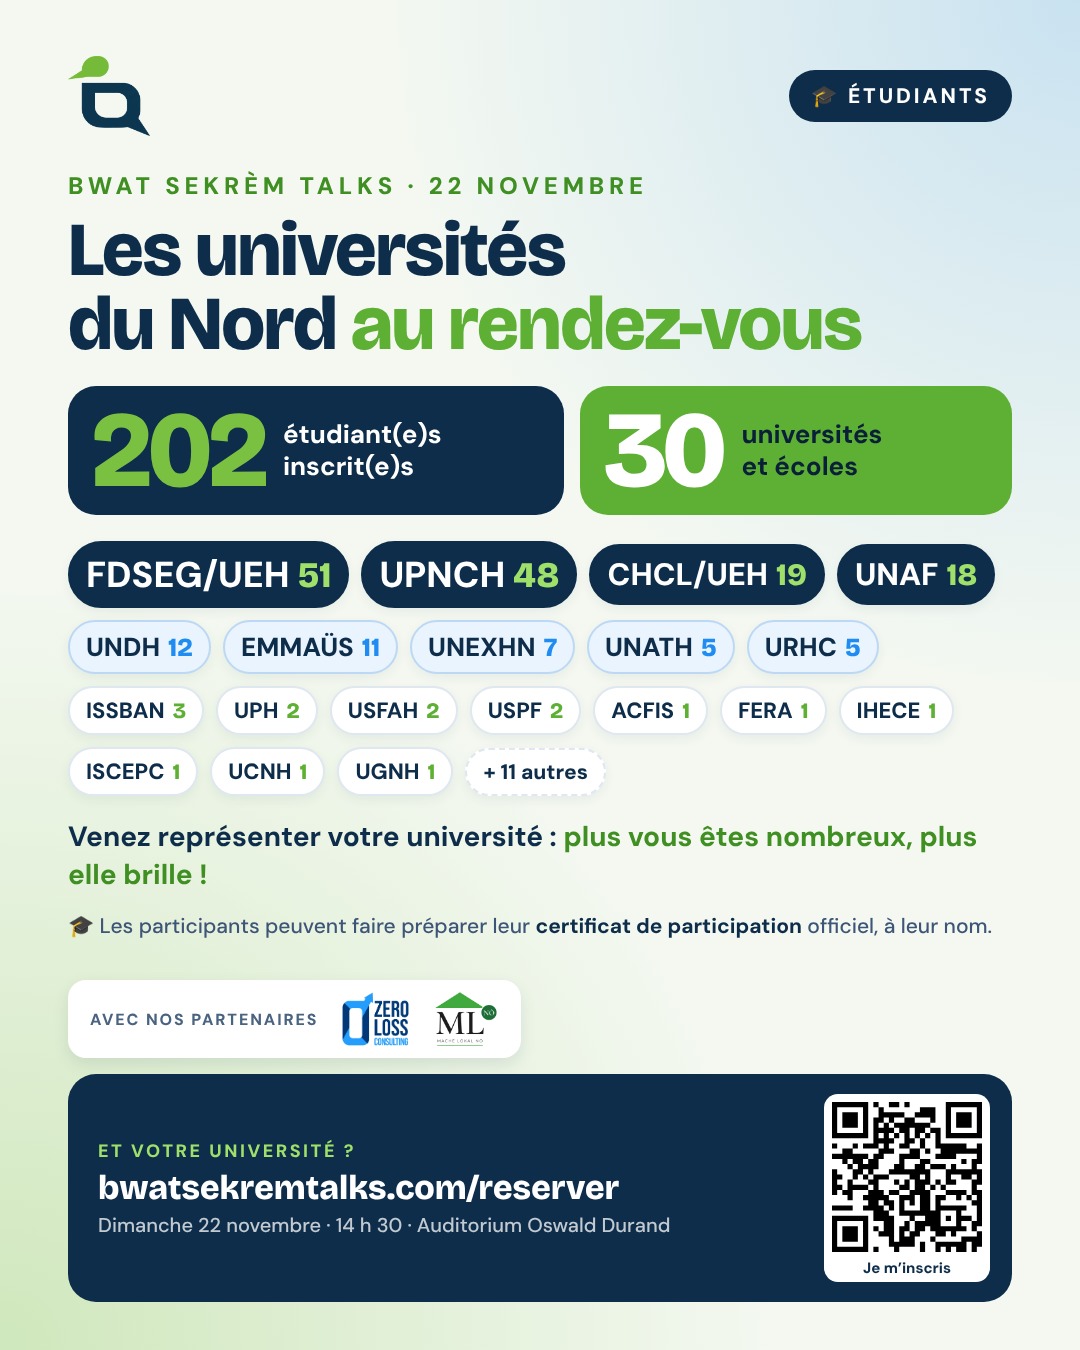 🎓 ÉTUDIANTS
BWAT SEKRÈM TALKS · 22 NOVEMBRE
Les universités
du Nord au rendez-vous
202 étudiant(e)s
inscrit(e)s
30 universités
et écoles
FDSEG/UEH 51 UPNCH 48 CHCL/UEH 19 UNAF 18
UNDH 12 EMMAÜS 11 UNEXHN 7 UNATH 5 URHC 5
ISSBAN 3 UPH 2 USFAH 2 USPF 2 ACFIS 1 FERA 1 IHECE 1
ISCEPC 1 UCNH 1 UGNH 1 + 11 autres
Venez représenter votre université : plus vous êtes nombreux, plus
elle brille !
🎓 Les participants peuvent faire préparer leur certificat de participation officiel, à leur nom.
AVEC NOS PARTENAIRES
ZERO
LOSS
CONSULTING
ML NÒ
MACHÉ LOKAL NÒ
ET VOTRE UNIVERSITÉ ?
bwatsekremtalks.com/reserver
Dimanche 22 novembre · 14 h 30 · Auditorium Oswald Durand
Je m’inscris